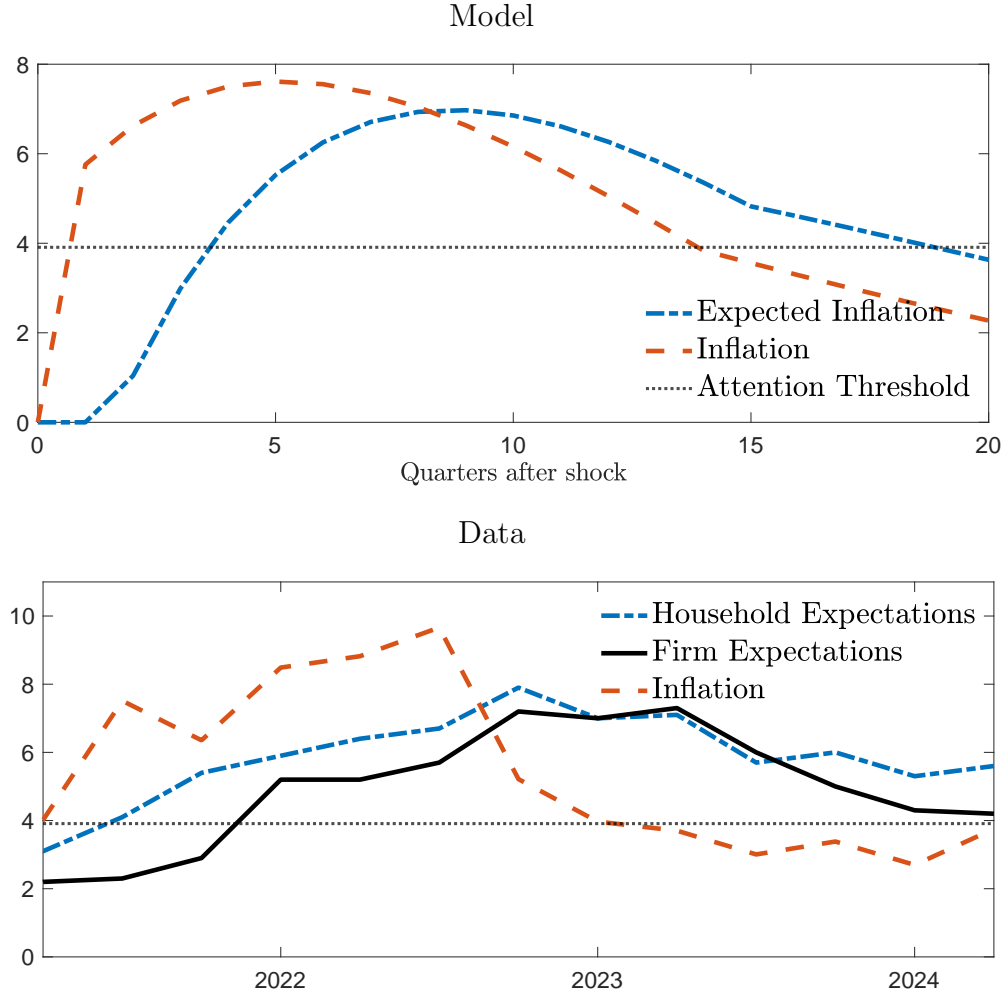 Model
8
6
4
2
0
0 5 10 15 20
Expected Inflation
Inflation
Attention Threshold
Quarters after shock
Data
10
8
6
4
2
0
Household Expectations
Firm Expectations
Inflation
2022 2023 2024